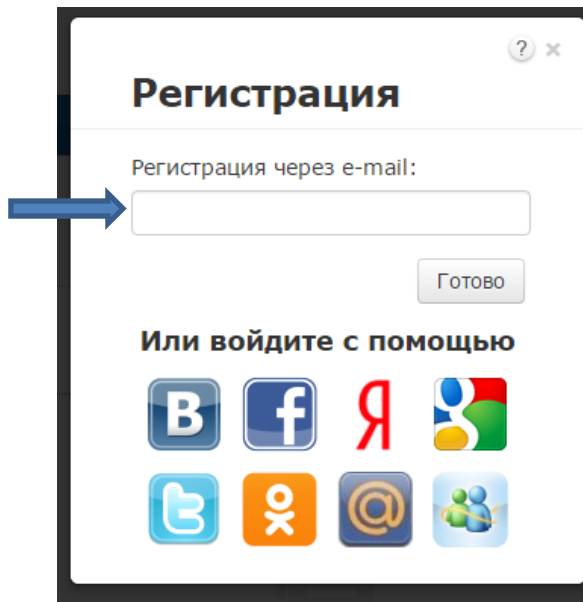 ?
Регистрация
Регистрация через e-mail:
Готово
Или войдите с помощью
В f Я g
t @